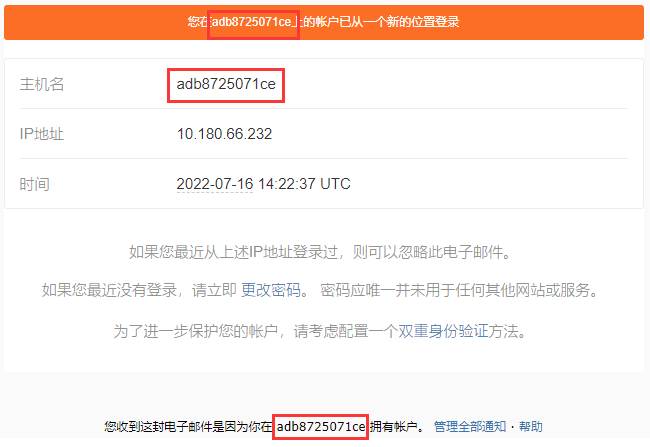 您在adb8725071ce上的帐户已从一个新的位置登录
主机名 adb8725071ce
IP地址 10.180.66.232
时间 2022-07-16 14:22:37 UTC
如果您最近从上述IP地址登录过，则可以忽略此电子邮件。
如果您最近没有登录，请立即 更改密码。 密码应唯一并未用于任何其他网站或服务。
为了进一步保护您的帐户，请考虑配置一个双重身份验证方法。
您收到这封电子邮件是因为你在 adb8725071ce 拥有帐户。 管理全部通知 · 帮助